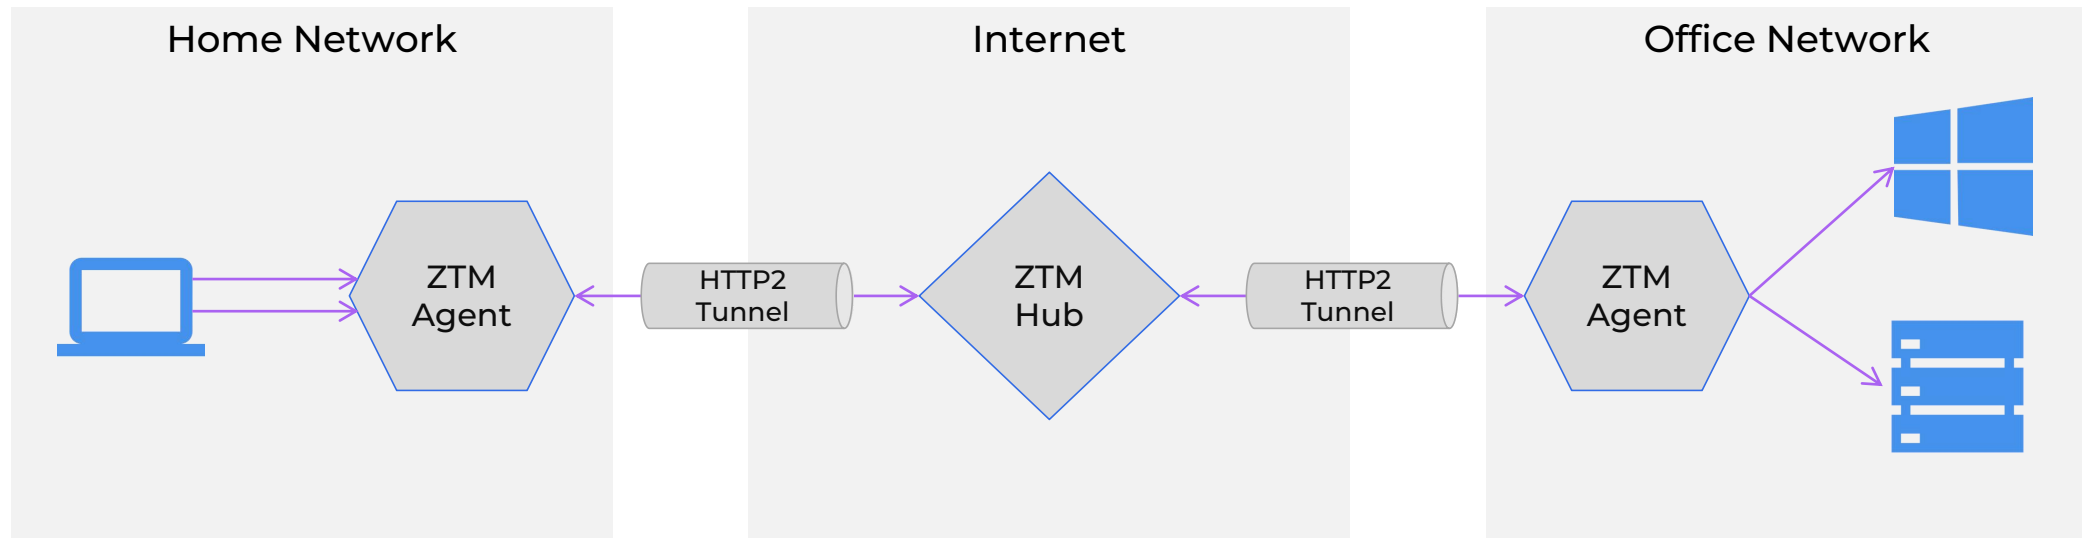 Home Network
Internet
Office Network
ZTM
Agent
HTTP2
Tunnel
ZTM
Hub
HTTP2
Tunnel
ZTM
Agent